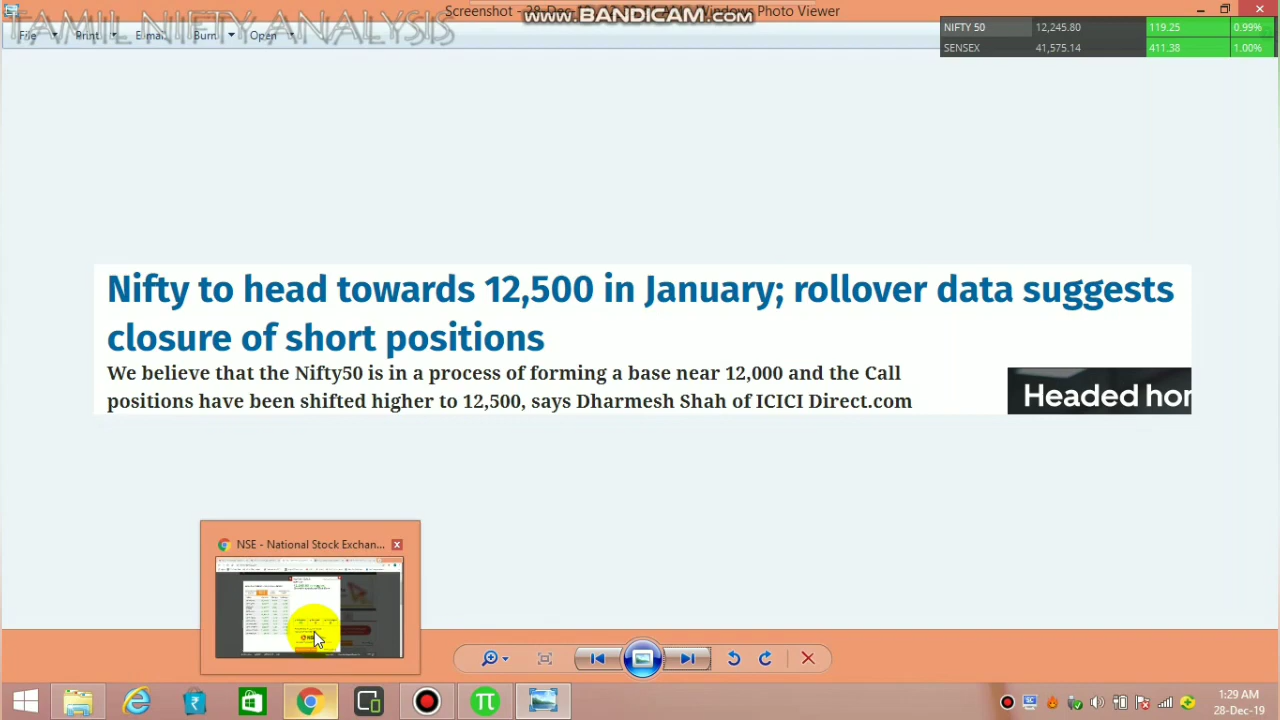 Screenshot - 28-Dec-
Windows Photo Viewer
WWW.BANDICAM.COM
TAMIL NIFTY ANALYSIS
File Print E-mail Burn Open
NIFTY 50 12,245.80 119.25 0.99%
SENSEX 41,575.14 411.38 1.00%
Nifty to head towards 12,500 in January; rollover data suggests
closure of short positions
We believe that the Nifty50 is in a process of forming a base near 12,000 and the Call
positions have been shifted higher to 12,500, says Dharmesh Shah of ICICI Direct.com
Headed
NSE - National Stock Exchan...
1:29 AM
28-Dec-19